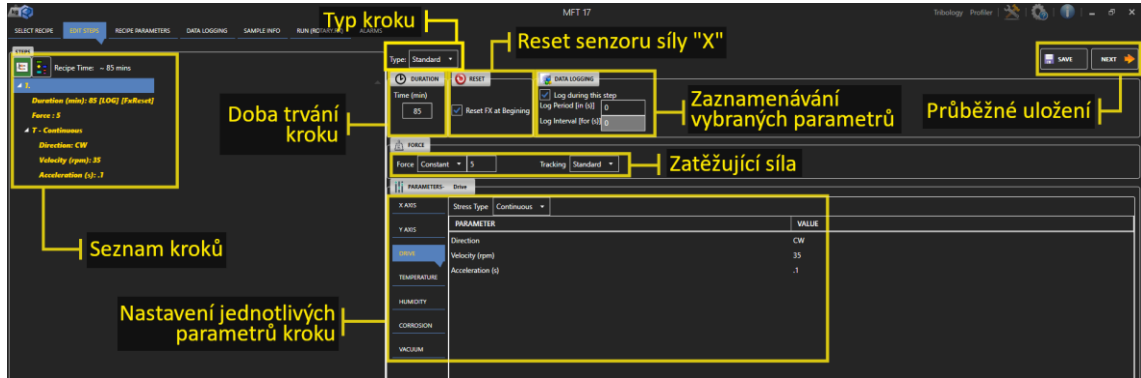 MFT 17
Tribology Profiler
SELECT RECIPE EDIT STEPS RECIPE PARAMETERS DATA LOGGING SAMPLE INFO RUN (ROTARY ALARMS
Typ kroku
Reset senzoru síly "X"
STEPS
Recipe Time: ~ 85 mins
1.
Duration (min): 85 [LOG] [FxReset]
Force : 5
T - Continuous
Direction: CW
Velocity (rpm): 35
Acceleration (s): .1
Seznam kroků
Doba trvání
kroku
Type: Standard
DURATION
Time (min)
85
RESET
Reset FX at Begining
DATA LOGGING
Log during this step
Log Period [in (s)] 0
Log Interval [for (s)] 0
Zaznamenávání
vybraných parametrů
SAVE NEXT
Průběžné uložení
FORCE
Force Constant 5 Tracking Standard
Zatěžující síla
PARAMETERS- Drive
X AXIS
Y AXIS
DRIVE
TEMPERATURE
HUMIDITY
CORROSION
VACUUM
Stress Type Continuous
PARAMETER VALUE
Direction CW
Velocity (rpm) 35
Acceleration (s) .1
Nastavení jednotlivých
parametrů kroku